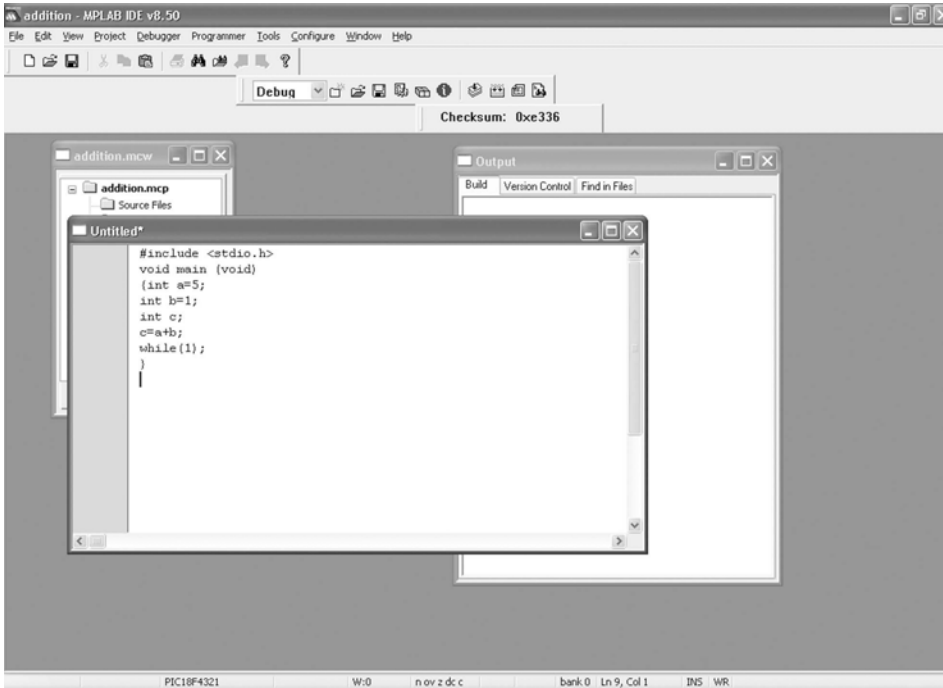 addition - MPLAB IDE v8.50
File Edit View Project Debugger Programmer Tools Configure Window Help
Debug
Checksum: 0xe336
addition.mcw
addition.mcp
Source Files
Output
Build Version Control Find in Files
Untitled*
#include <stdio.h>
void main (void)
{int a=5;
int b=1;
int c;
c=a+b;
while(1);
}
PIC18F4321 W:0 n ov z dc c bank 0 Ln 9, Col 1 INS WR